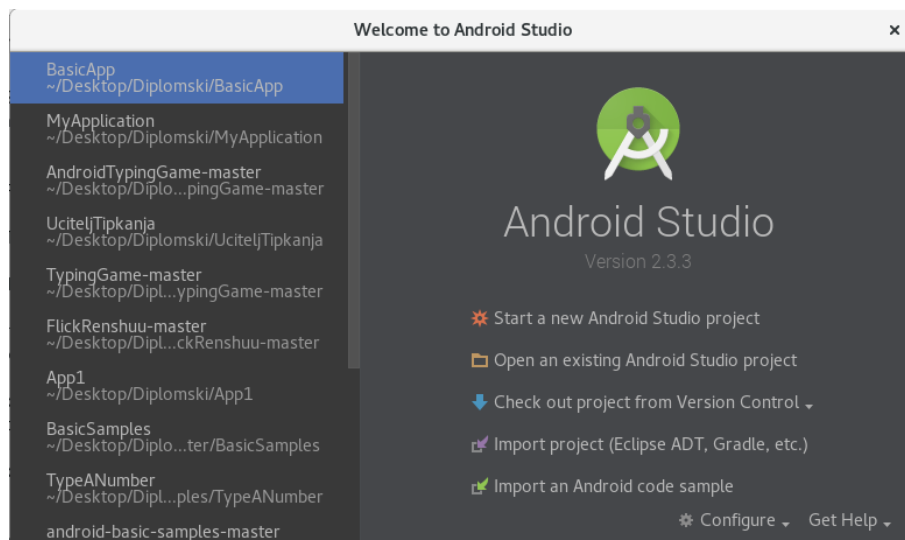 Welcome to Android Studio
×
BasicApp
~/Desktop/Diplomski/BasicApp
MyApplication
~/Desktop/Diplomski/MyApplication
AndroidTypingGame-master
~/Desktop/Diplo...pingGame-master
UciteljTipkanja
~/Desktop/Diplomski/UciteljTipkanja
TypingGame-master
~/Desktop/Dipl...ypingGame-master
FlickRenshuu-master
~/Desktop/Dipl...ckRenshuu-master
App1
~/Desktop/Diplomski/App1
BasicSamples
~/Desktop/Diplo...ter/BasicSamples
TypeANumber
~/Desktop/Dipl...ples/TypeANumber
android-basic-samples-master
Android Studio
Version 2.3.3
Start a new Android Studio project
Open an existing Android Studio project
Check out project from Version Control
Import project (Eclipse ADT, Gradle, etc.)
Import an Android code sample
Configure Get Help